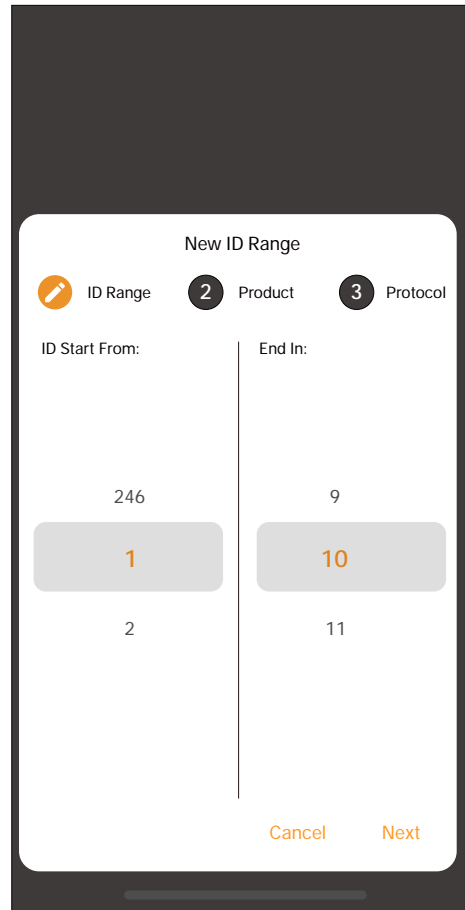 New ID Range
ID Range 2 Product 3 Protocol
ID Start From: End In:
246 9
1 10
2 11
Cancel Next